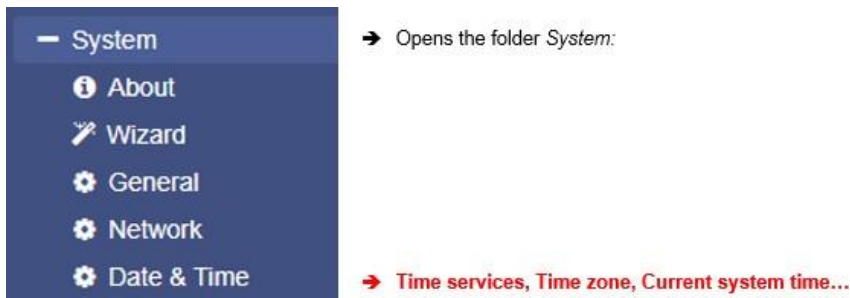 System → Opens the folder System:
About
Wizard
General
Network
Date & Time → Time services, Time zone, Current system time…